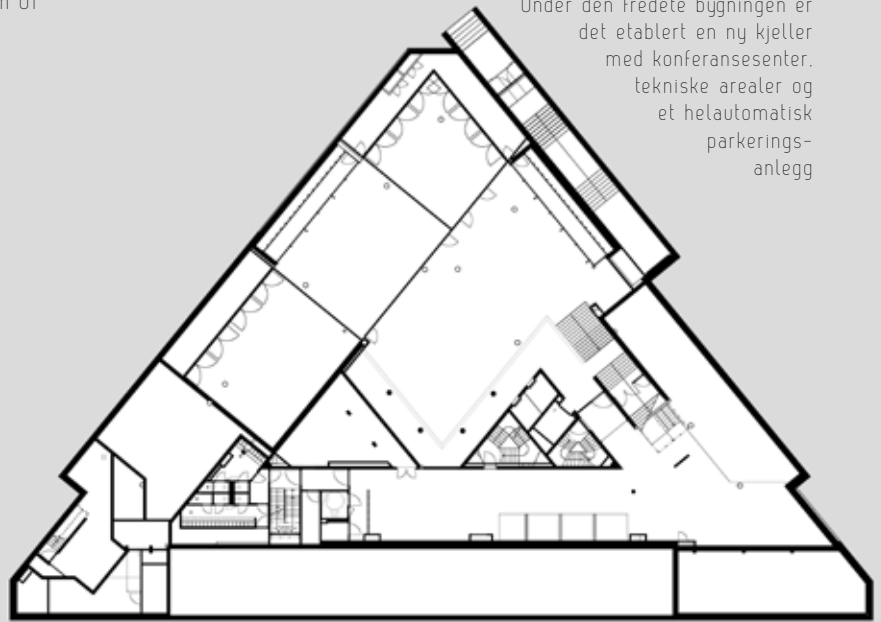 Under den fredete bygningen er
det etablert en ny kjeller
med konferansesenter,
tekniske arealer og
et helautomatisk
parkerings-
anlegg